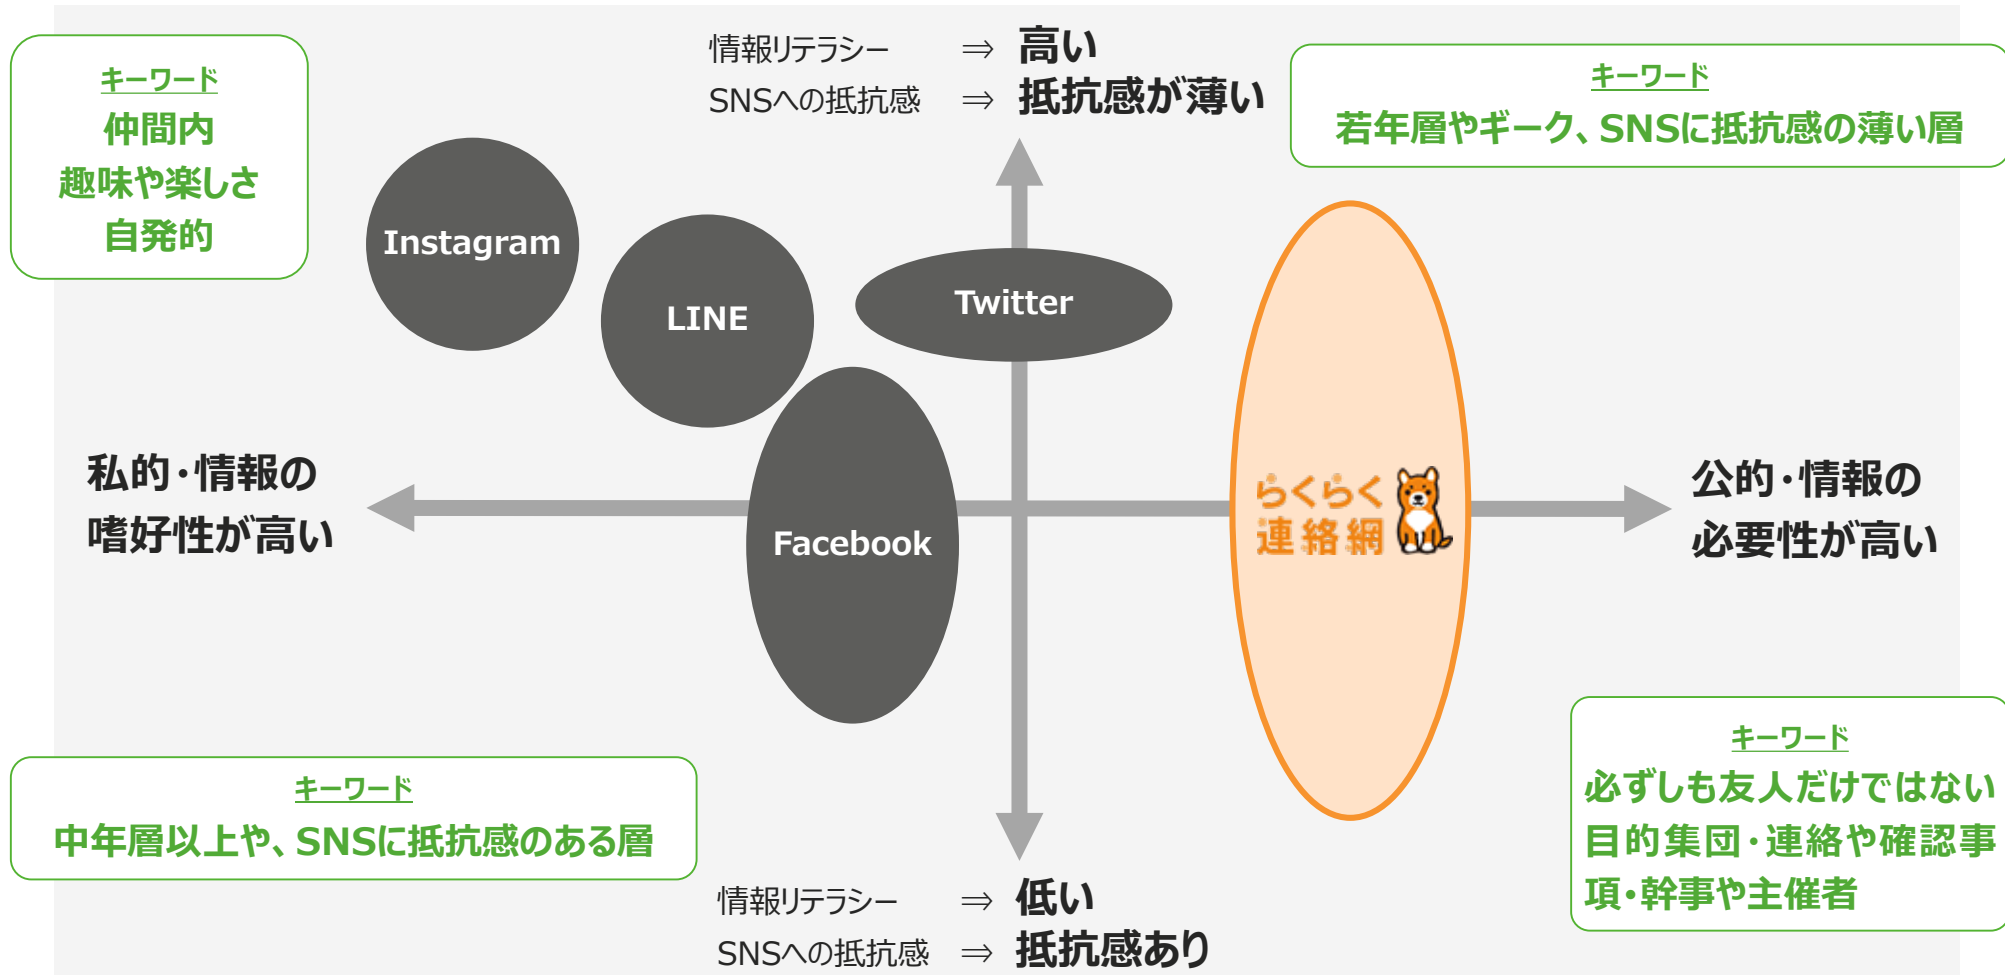 情報リテラシー ⇒ 高い
SNSへの抵抗感 ⇒ 抵抗感が薄い
キーワード
仲間内
趣味や楽しさ
自発的
キーワード
若年層やギーク、SNSに抵抗感の薄い層
Instagram
LINE
Twitter
Facebook
らくらく
連絡網
私的・情報の
嗜好性が高い
公的・情報の
必要性が高い
キーワード
中年層以上や、SNSに抵抗感のある層
キーワード
必ずしも友人だけではない
目的集団・連絡や確認事
項・幹事や主催者
情報リテラシー ⇒ 低い
SNSへの抵抗感 ⇒ 抵抗感あり